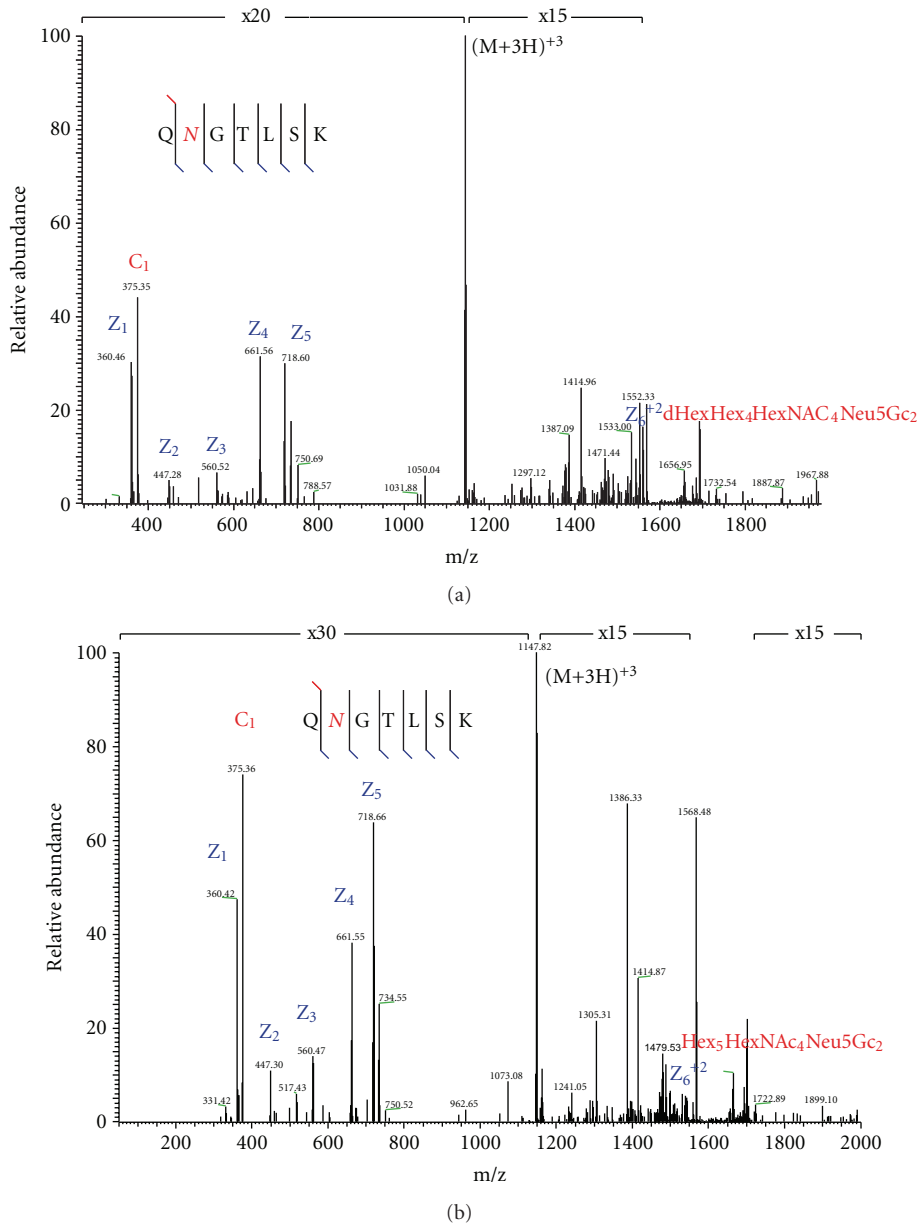 x20 x15
100
(M+3H)+3
80
Q N G T L S K
60
C1
375.35
Z1
360.46
Z4
661.56
Z5
718.60
40
1414.96
1552.33
Z6+2
dHexHex4HexNAC4Neu5Gc2
1533.00
1387.09
20
Z2
447.28
Z3
560.52
750.69
788.57
1050.04
1031.88
1297.12
1471.44
1656.95
1732.54
1887.87
1967.88
0
400 600 800 1000 1200 1400 1600 1800
m/z
Relative abundance
(a)
x30 x15 x15
1147.82
100
(M+3H)+3
Q N G T L S K
C1
375.36
80
Z5
718.66
1386.33
1568.48
60
Z1
360.42
Z4
661.55
40
1414.87
734.55
1305.31
20
Z2
447.30
Z3
560.47
1479.53
Hex5HexNAc4Neu5Gc2
Z6+2
331.42
517.43
750.52
962.65
1073.08
1241.05
1722.89
1899.10
0
200 400 600 800 1000 1200 1400 1600 1800 2000
m/z
Relative abundance
(b)